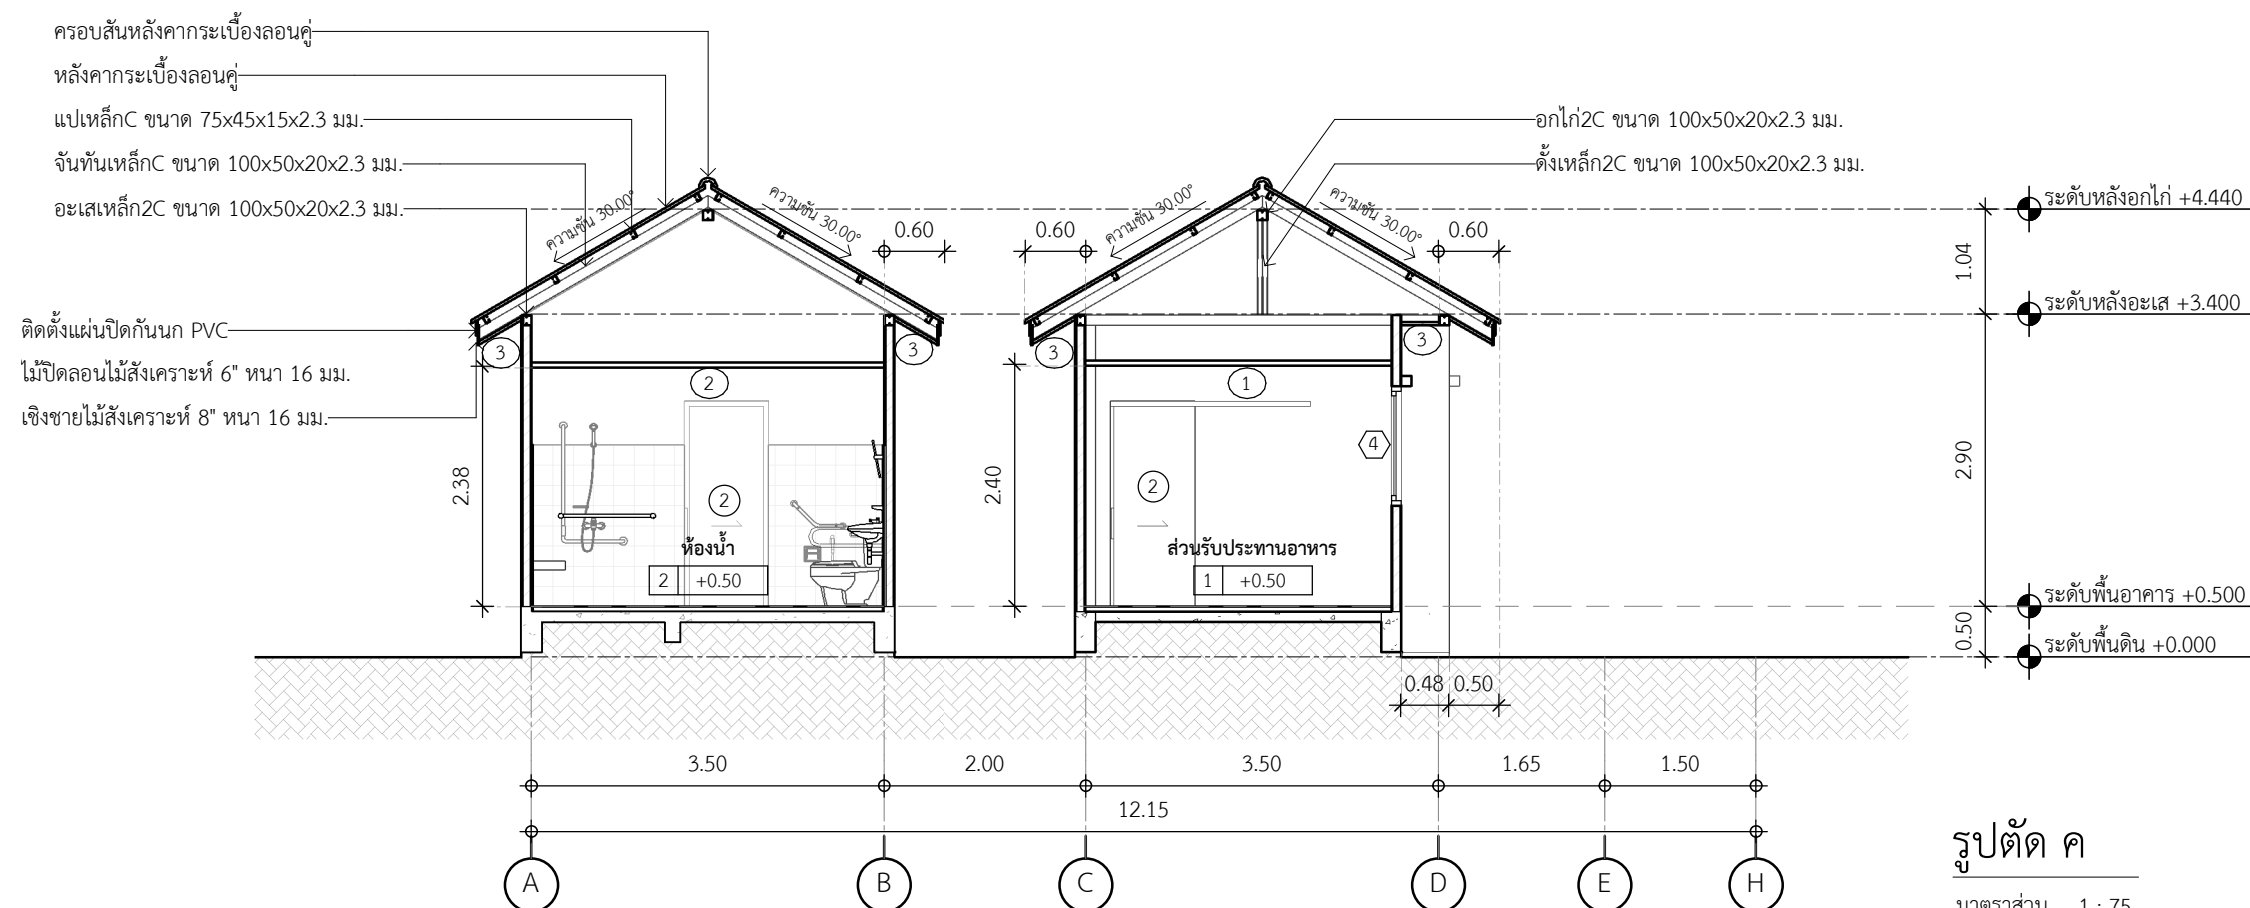 ครอบสันหลังคากระเบื้องลอนคู่
หลังคากระเบื้องลอนคู่
แปเหล็กC ขนาด 75x45x15x2.3 มม.
จันทันเหล็กC ขนาด 100x50x20x2.3 มม.
อะเสเหล็ก2C ขนาด 100x50x20x2.3 มม.
ติดตั้งแผ่นปิดกันนก PVC
ไม้ปิดลอนไม้สังเคราะห์ 6" หนา 16 มม.
เชิงชายไม้สังเคราะห์ 8" หนา 16 มม.
อกไก่2C ขนาด 100x50x20x2.3 มม.
ดั้งเหล็ก2C ขนาด 100x50x20x2.3 มม.
ความชัน 30.00°
ความชัน 30.00°
0.60
0.60
ความชัน 30.00°
ความชัน 30.00°
0.60
ระดับหลังอกไก่ +4.440
1.04
ระดับหลังอะเส +3.400
2.90
ระดับพื้นอาคาร +0.500
0.50
ระดับพื้นดิน +0.000
3
3
3
3
2
1
4
2.38
2.40
2
2
ห้องน้ำ
2 +0.50
ส่วนรับประทานอาหาร
1 +0.50
0.48 0.50
3.50 2.00 3.50 1.65 1.50
12.15
A B C D E H
รูปตัด ค
มาตราส่วน 1 : 75